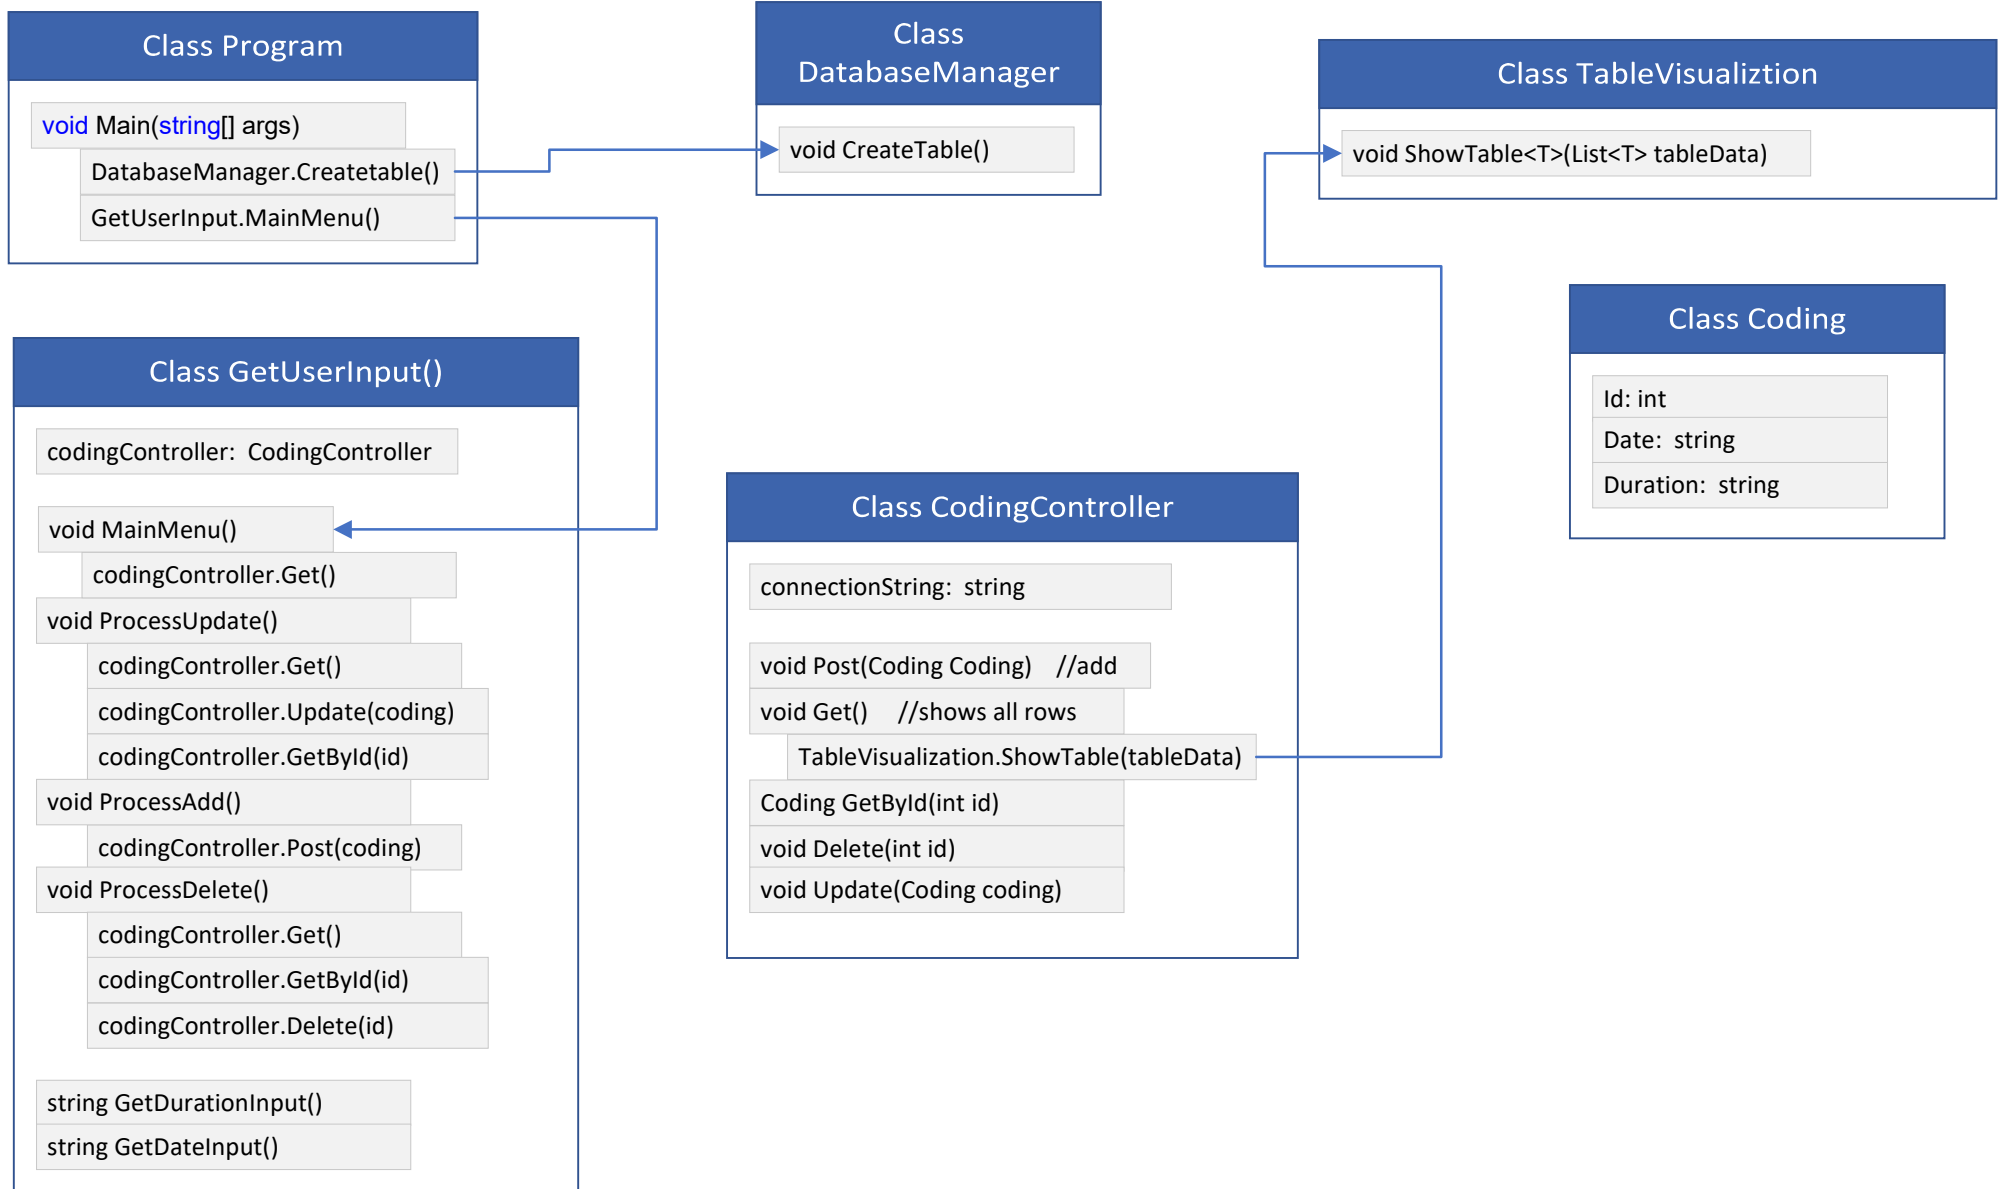 Class Program
void Main(string[] args)
DatabaseManager.Createtable()
GetUserInput.MainMenu()
Class
DatabaseManager
void CreateTable()
Class TableVisualiztion
void ShowTable<T>(List<T> tableData)
Class Coding
Id: int
Date:  string
Duration:  string
Class GetUserInput()
codingController:  CodingController
void MainMenu()
codingController.Get()
void ProcessUpdate()
codingController.Get()
codingController.Update(coding)
codingController.GetById(id)
void ProcessAdd()
codingController.Post(coding)
void ProcessDelete()
codingController.Get()
codingController.GetById(id)
codingController.Delete(id)
string GetDurationInput()
string GetDateInput()
Class CodingController
connectionString:  string
void Post(Coding Coding)    //add
void Get()     //shows all rows
TableVisualization.ShowTable(tableData)
Coding GetById(int id)
void Delete(int id)
void Update(Coding coding)